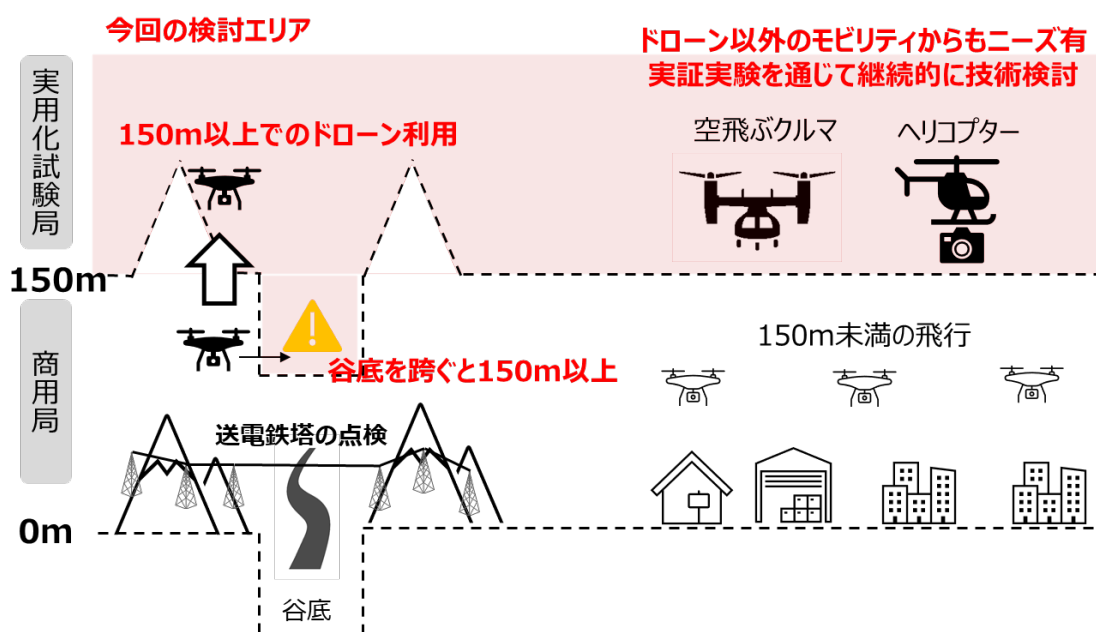 今回の検討エリア
ドローン以外のモビリティからもニーズ有
実証実験を通じて継続的に技術検討
実用化試験局
150m以上でのドローン利用
空飛ぶクルマ
ヘリコプター
150m
商用局
150m未満の飛行
谷底を跨ぐと150m以上
送電鉄塔の点検
0m
谷底